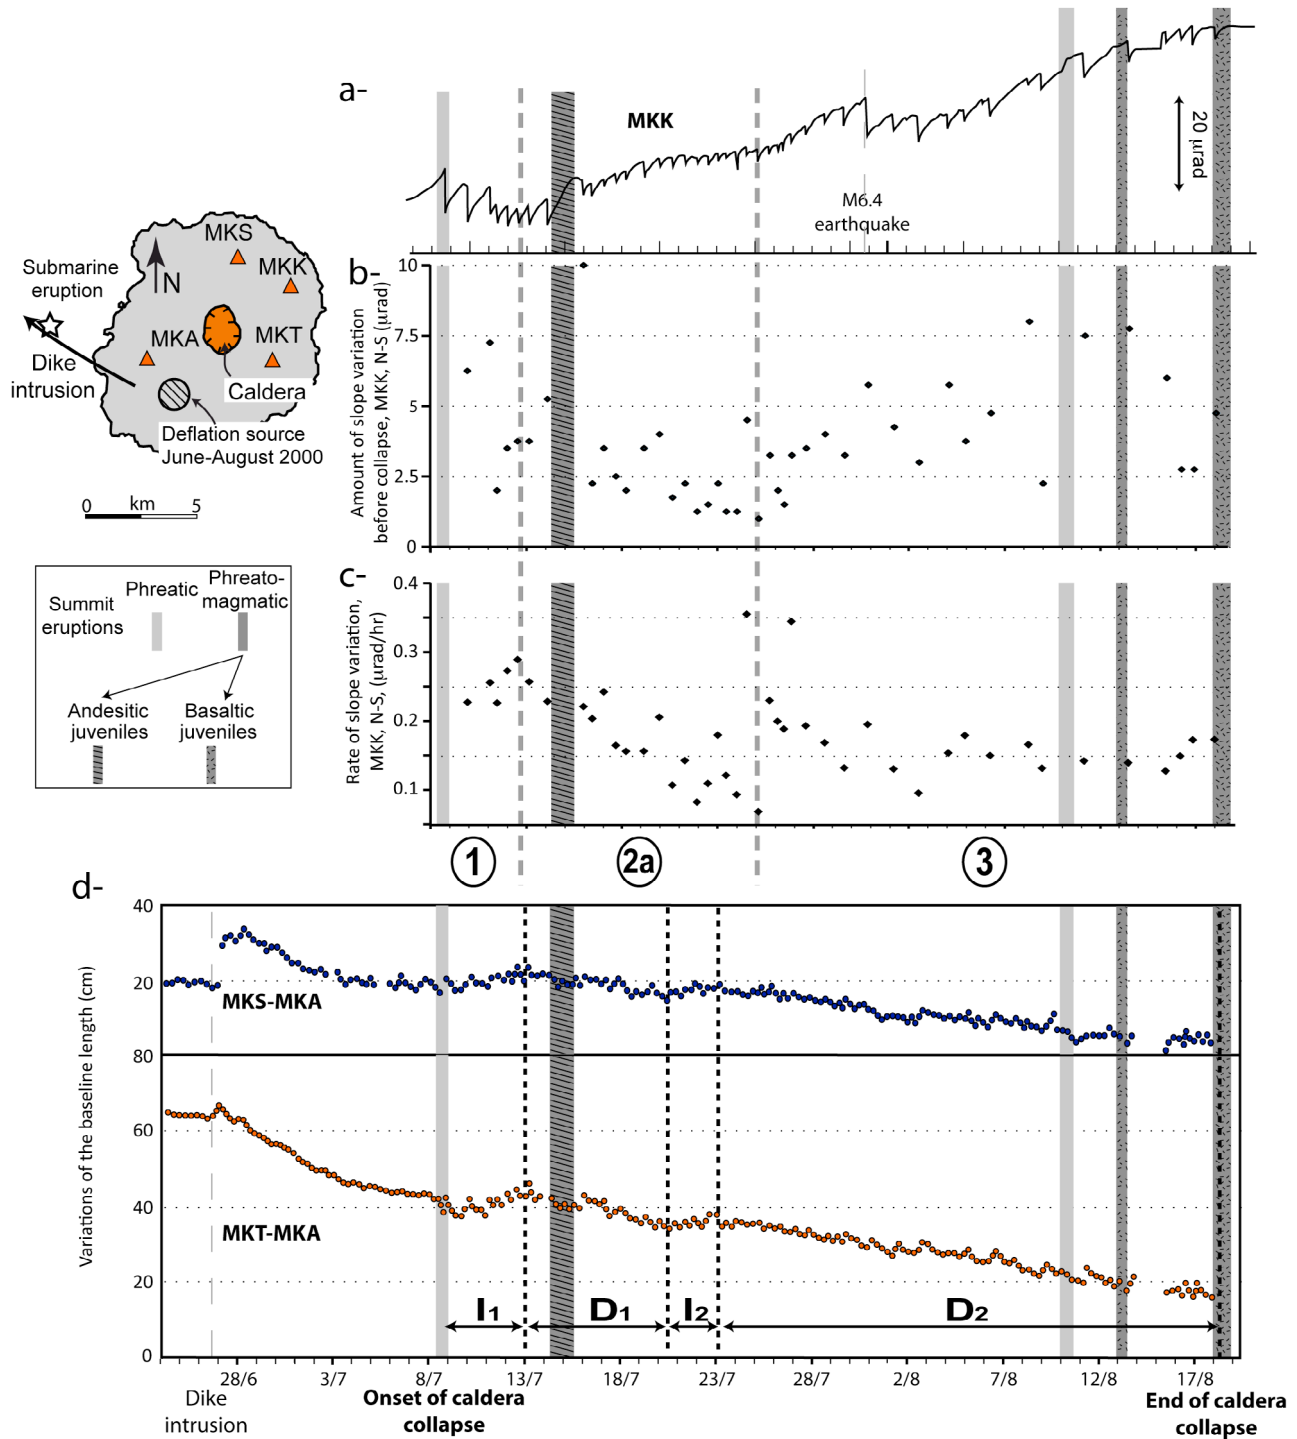 a-
MKK
20 µrad
M6.4
earthquake
MKS
MKK
N
Submarine
eruption
MKA
MKT
Dike
intrusion
Caldera
Deflation source
June-August 2000
0 km 5
Summit
eruptions
Phreatic
Phreato-
magmatic
Andesitic
juveniles
Basaltic
juveniles
b-
Amount of slope variation
before collapse, MKK, N-S (µrad)
10
7.5
5
2.5
0
c-
Rate of slope variation,
MKK, N-S, (µrad/hr)
0.4
0.3
0.2
0.1
1
2a
3
d-
Variations of the baseline length (cm)
40
20
MKS-MKA
80
60
40
MKT-MKA
20
0
I1
D1
I2
D2
28/6
3/7
8/7
13/7
18/7
23/7
28/7
2/8
7/8
12/8
17/8
Dike
intrusion
Onset of caldera
collapse
End of caldera
collapse